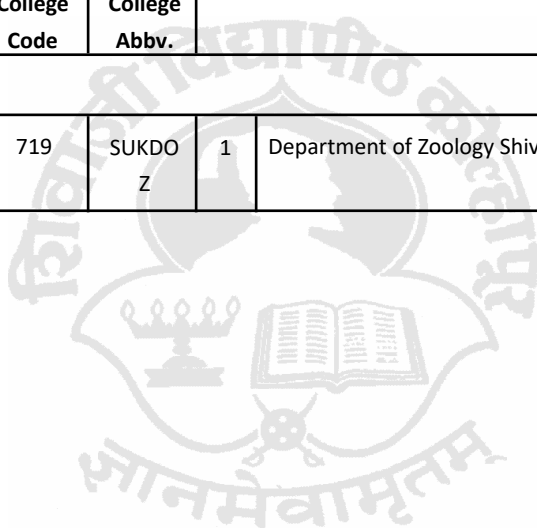 College College
Code Abbv.
719 SUKDO 1 Department of Zoology Shiv
Z
शिवाजी विद्यापीठ कोल्हापूर
ज्ञानमेवामृतम्